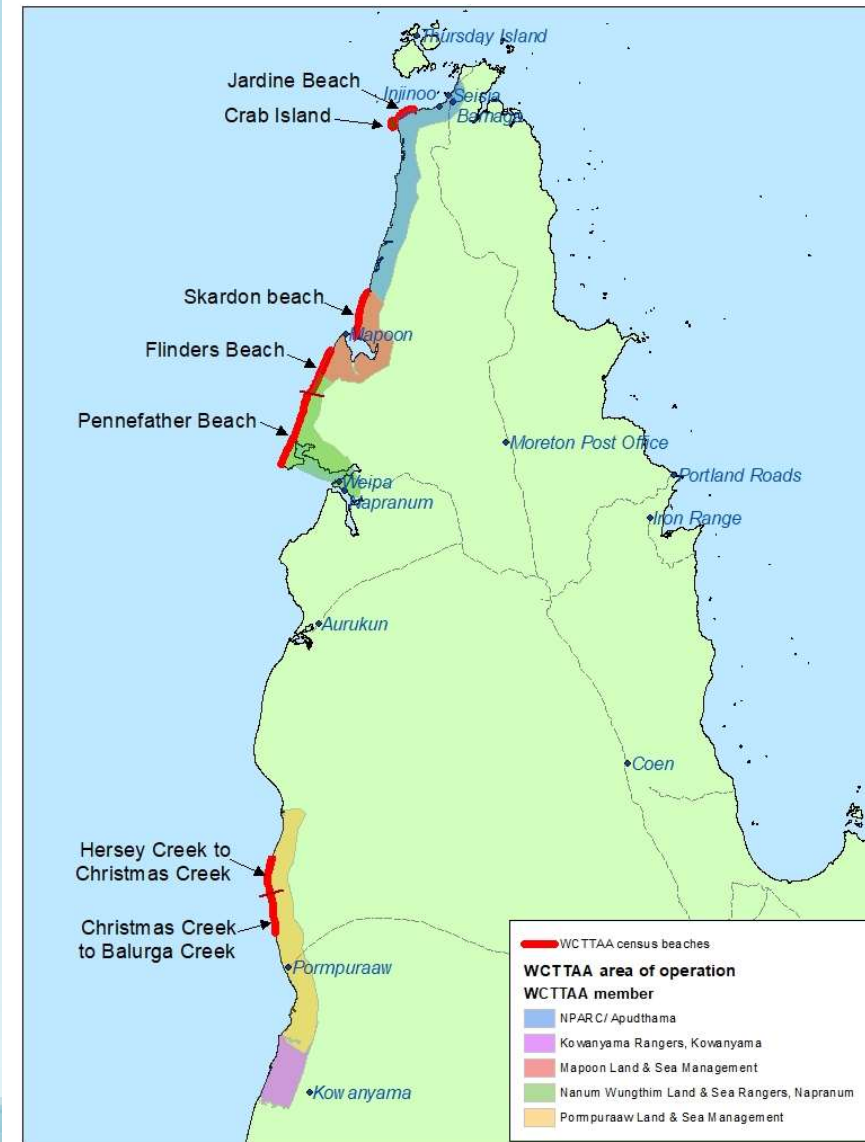 Thursday Island
Jardine Beach
Injinoo
Seisia
Crab Island
Bamaga
Skardon beach
Mapoon
Flinders Beach
Pennefather Beach
Moreton Post Office
Weipa
Portland Roads
Napranum
Iron Range
Aurukun
Coen
Hersey Creek to
Christmas Creek
Christmas Creek
to Balurga Creek
Pormpuraaw
Kowanyama
WCTTAA census beaches
WCTTAA area of operation
WCTTAA member
NPARC/ Apudthama
Kowanyama Rangers, Kowanyama
Mapoon Land & Sea Management
Nanum Wungthim Land & Sea Rangers, Napranum
Pormpuraaw Land & Sea Management